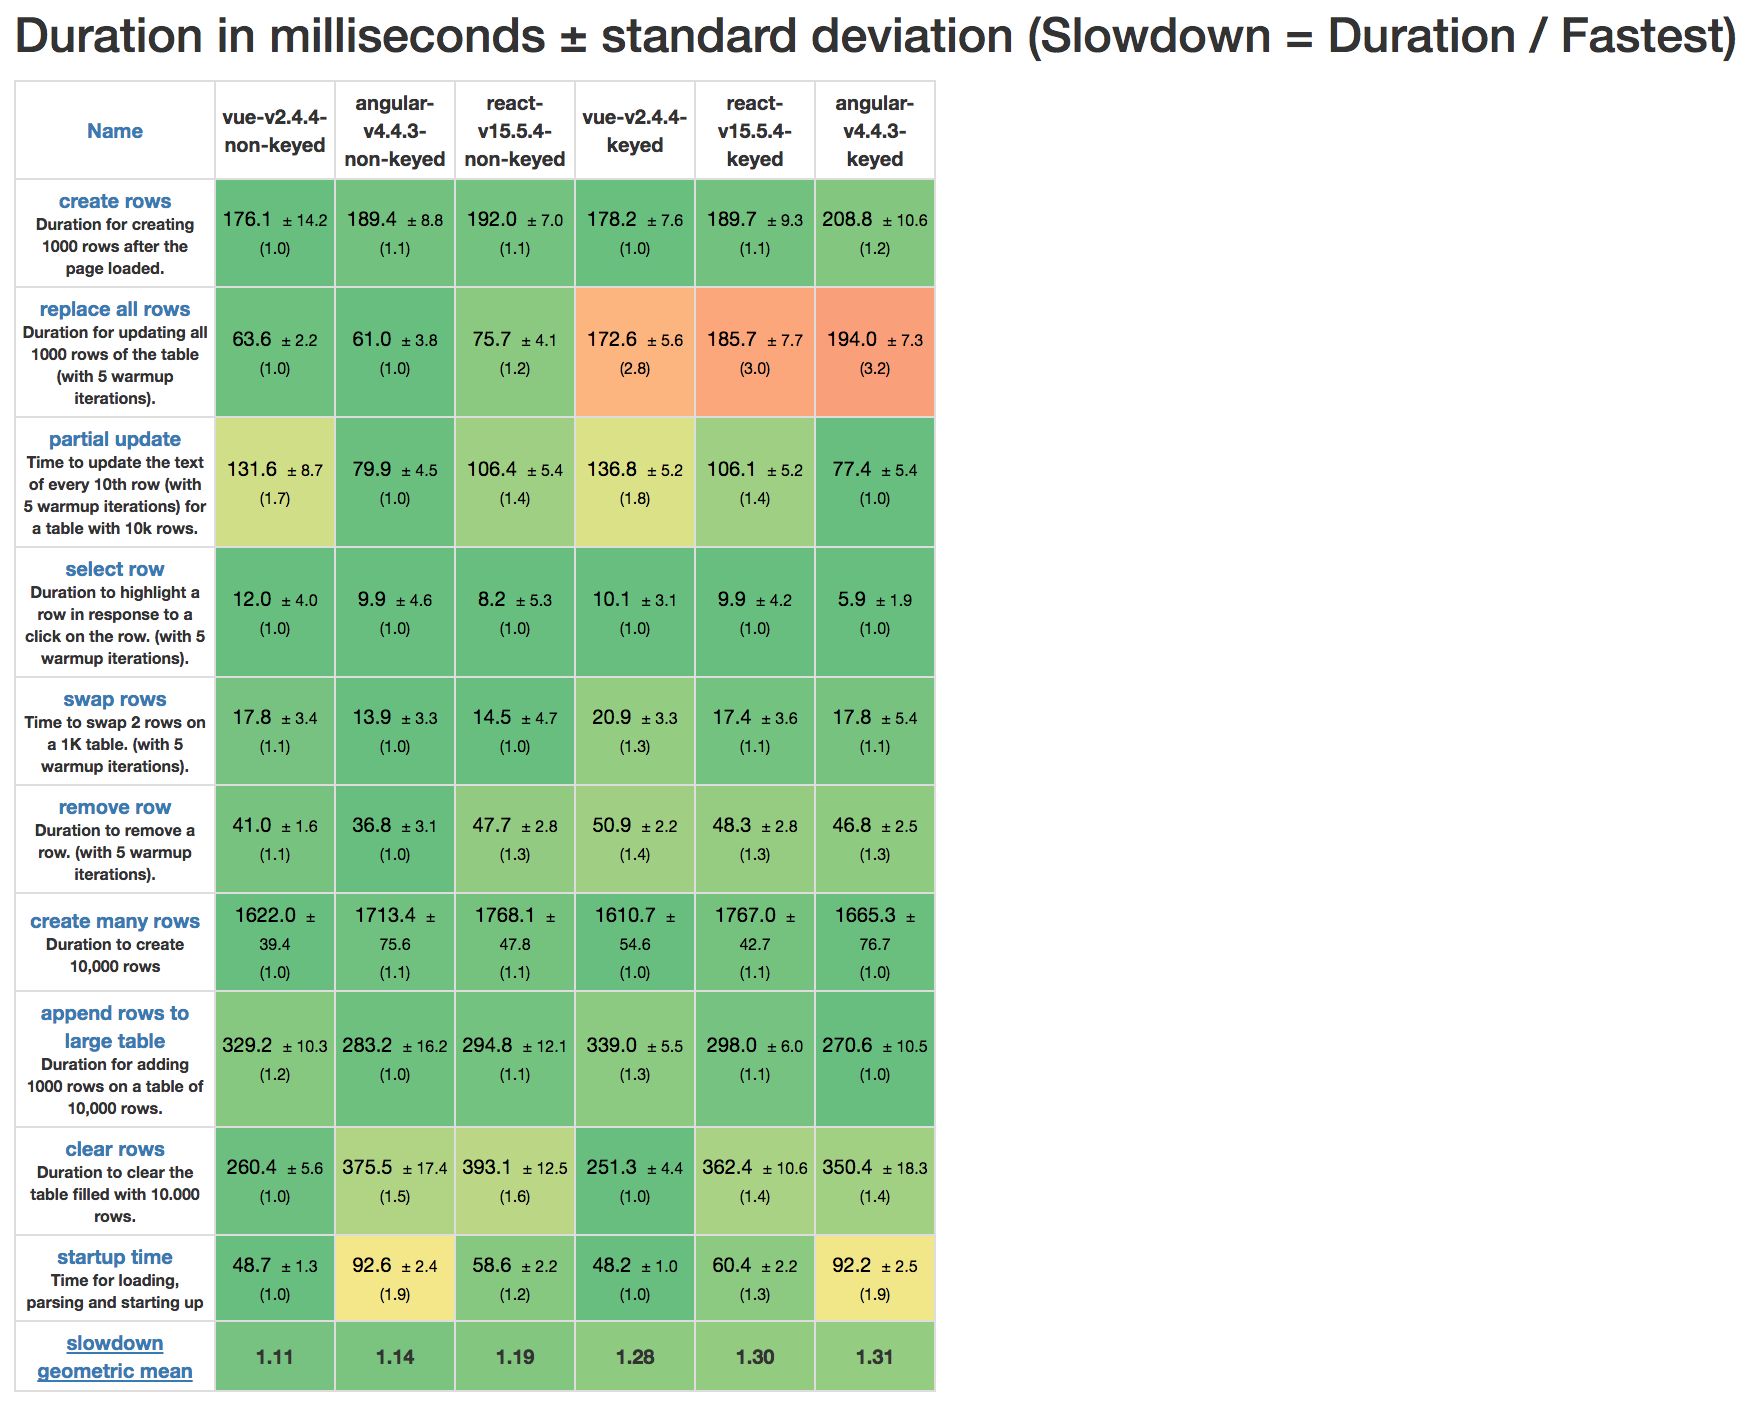 Duration in milliseconds ± standard deviation (Slowdown = Duration / Fastest)
Name
vue-v2.4.4-
non-keyed
angular-
v4.4.3-
non-keyed
react-
v15.5.4-
non-keyed
vue-v2.4.4-
keyed
react-
v15.5.4-
keyed
angular-
v4.4.3-
keyed
create rows
Duration for creating
1000 rows after the
page loaded.
176.1 ± 14.2
(1.0)
189.4 ± 8.8
(1.1)
192.0 ± 7.0
(1.1)
178.2 ± 7.6
(1.0)
189.7 ± 9.3
(1.1)
208.8 ± 10.6
(1.2)
replace all rows
Duration for updating all
1000 rows of the table
(with 5 warmup
iterations).
63.6 ± 2.2
(1.0)
61.0 ± 3.8
(1.0)
75.7 ± 4.1
(1.2)
172.6 ± 5.6
(2.8)
185.7 ± 7.7
(3.0)
194.0 ± 7.3
(3.2)
partial update
Time to update the text
of every 10th row (with
5 warmup iterations) for
a table with 10k rows.
131.6 ± 8.7
(1.7)
79.9 ± 4.5
(1.0)
106.4 ± 5.4
(1.4)
136.8 ± 5.2
(1.8)
106.1 ± 5.2
(1.4)
77.4 ± 5.4
(1.0)
select row
Duration to highlight a
row in response to a
click on the row. (with 5
warmup iterations).
12.0 ± 4.0
(1.0)
9.9 ± 4.6
(1.0)
8.2 ± 5.3
(1.0)
10.1 ± 3.1
(1.0)
9.9 ± 4.2
(1.0)
5.9 ± 1.9
(1.0)
swap rows
Time to swap 2 rows on
a 1K table. (with 5
warmup iterations).
17.8 ± 3.4
(1.1)
13.9 ± 3.3
(1.0)
14.5 ± 4.7
(1.0)
20.9 ± 3.3
(1.3)
17.4 ± 3.6
(1.1)
17.8 ± 5.4
(1.1)
remove row
Duration to remove a
row. (with 5 warmup
iterations).
41.0 ± 1.6
(1.1)
36.8 ± 3.1
(1.0)
47.7 ± 2.8
(1.3)
50.9 ± 2.2
(1.4)
48.3 ± 2.8
(1.3)
46.8 ± 2.5
(1.3)
create many rows
Duration to create
10,000 rows
1622.0 ±
39.4
(1.0)
1713.4 ±
75.6
(1.1)
1768.1 ±
47.8
(1.1)
1610.7 ±
54.6
(1.0)
1767.0 ±
42.7
(1.1)
1665.3 ±
76.7
(1.0)
append rows to
large table
Duration for adding
1000 rows on a table of
10,000 rows.
329.2 ± 10.3
(1.2)
283.2 ± 16.2
(1.0)
294.8 ± 12.1
(1.1)
339.0 ± 5.5
(1.3)
298.0 ± 6.0
(1.1)
270.6 ± 10.5
(1.0)
clear rows
Duration to clear the
table filled with 10.000
rows.
260.4 ± 5.6
(1.0)
375.5 ± 17.4
(1.5)
393.1 ± 12.5
(1.6)
251.3 ± 4.4
(1.0)
362.4 ± 10.6
(1.4)
350.4 ± 18.3
(1.4)
startup time
Time for loading,
parsing and starting up
48.7 ± 1.3
(1.0)
92.6 ± 2.4
(1.9)
58.6 ± 2.2
(1.2)
48.2 ± 1.0
(1.0)
60.4 ± 2.2
(1.3)
92.2 ± 2.5
(1.9)
slowdown
geometric mean
1.11
1.14
1.19
1.28
1.30
1.31